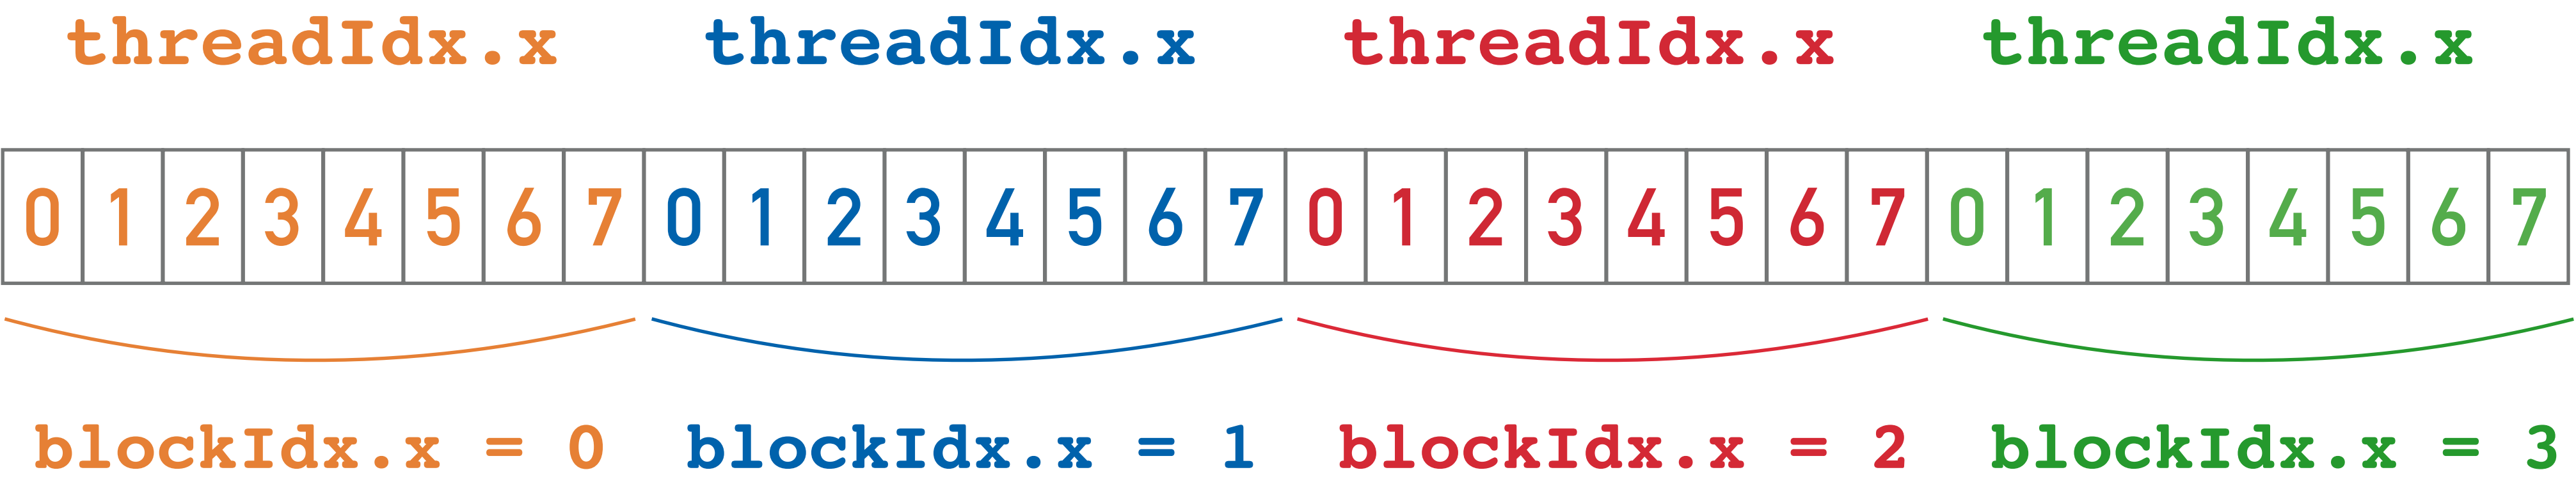 threadIdx.x threadIdx.x threadIdx.x threadIdx.x
0 1 2 3 4 5 6 7 0 1 2 3 4 5 6 7 0 1 2 3 4 5 6 7 0 1 2 3 4 5 6 7
blockIdx.x = 0 blockIdx.x = 1 blockIdx.x = 2 blockIdx.x = 3